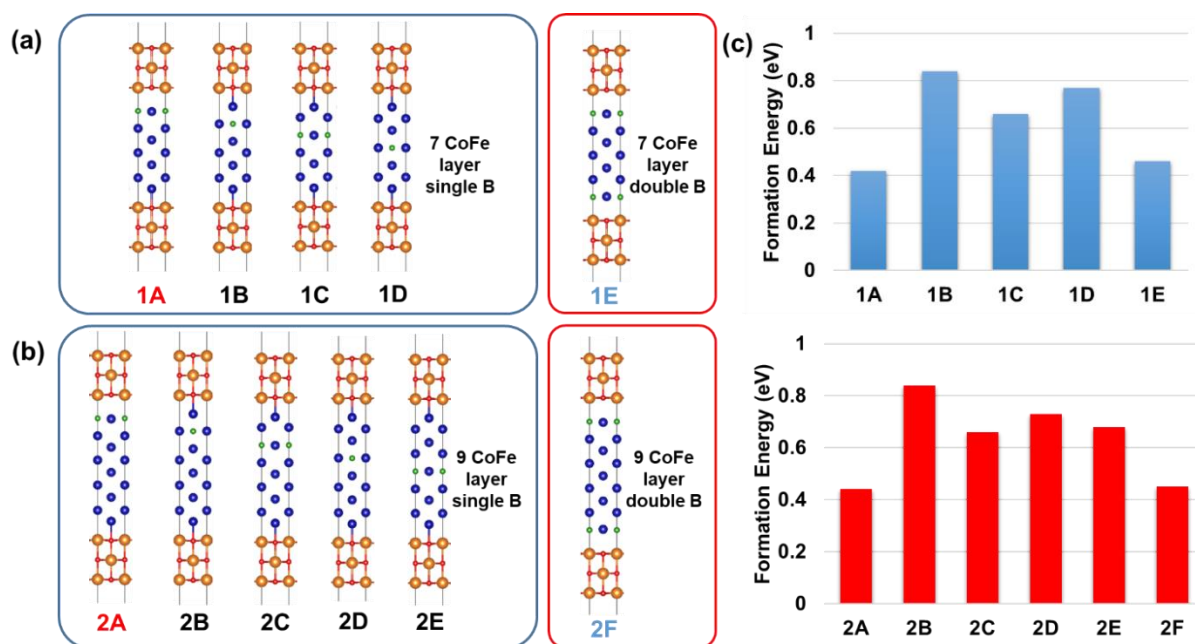 (a)
1A
1B
1C
1D
7 CoFe
layer
single B
7 CoFe
layer
double B
1E
(c)
Formation Energy (eV)
1
0.8
0.6
0.4
0.2
0
1A
1B
1C
1D
1E
(b)
2A
2B
2C
2D
2E
9 CoFe
layer
single B
9 CoFe
layer
double B
2F
Formation Energy (eV)
1
0.8
0.6
0.4
0.2
0
2A
2B
2C
2D
2E
2F